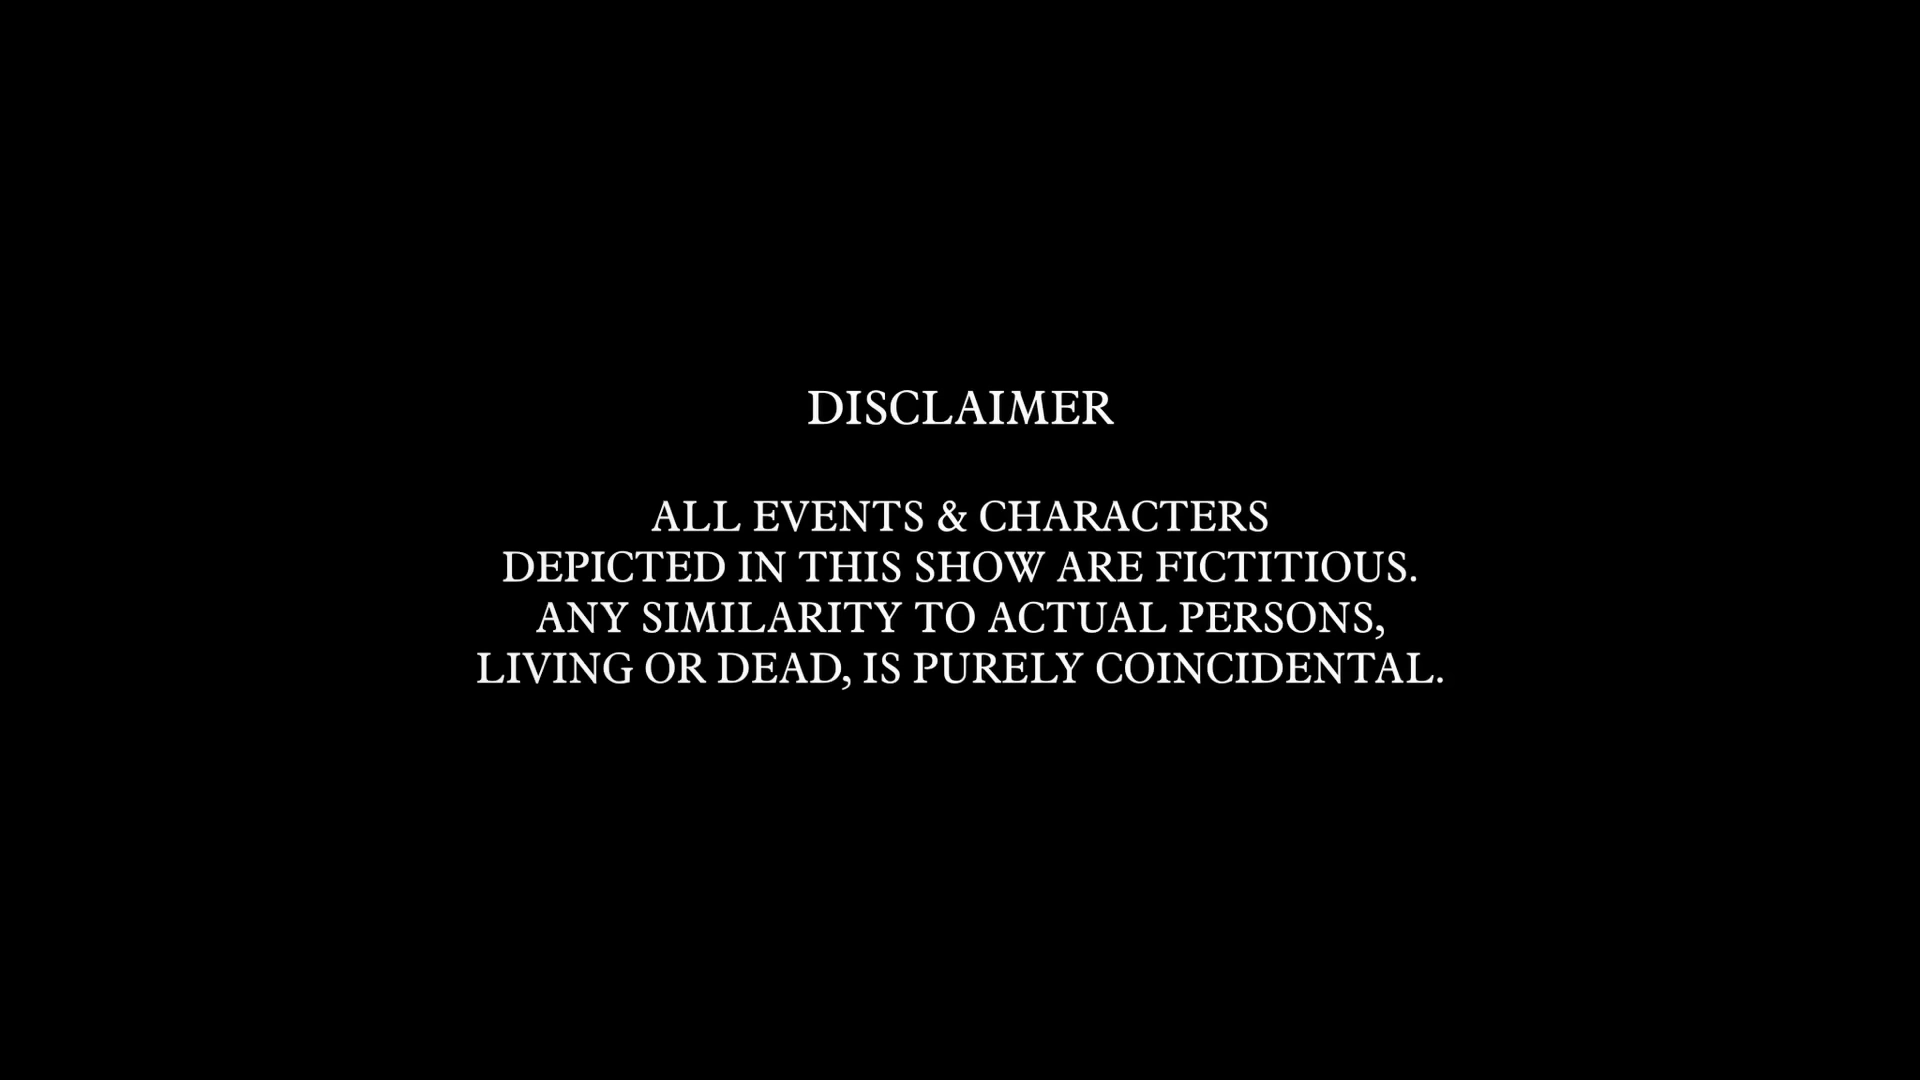 DISCLAIMER
ALL EVENTS & CHARACTERS
DEPICTED IN THIS SHOW ARE FICTITIOUS.
ANY SIMILARITY TO ACTUAL PERSONS,
LIVING OR DEAD, IS PURELY COINCIDENTAL.